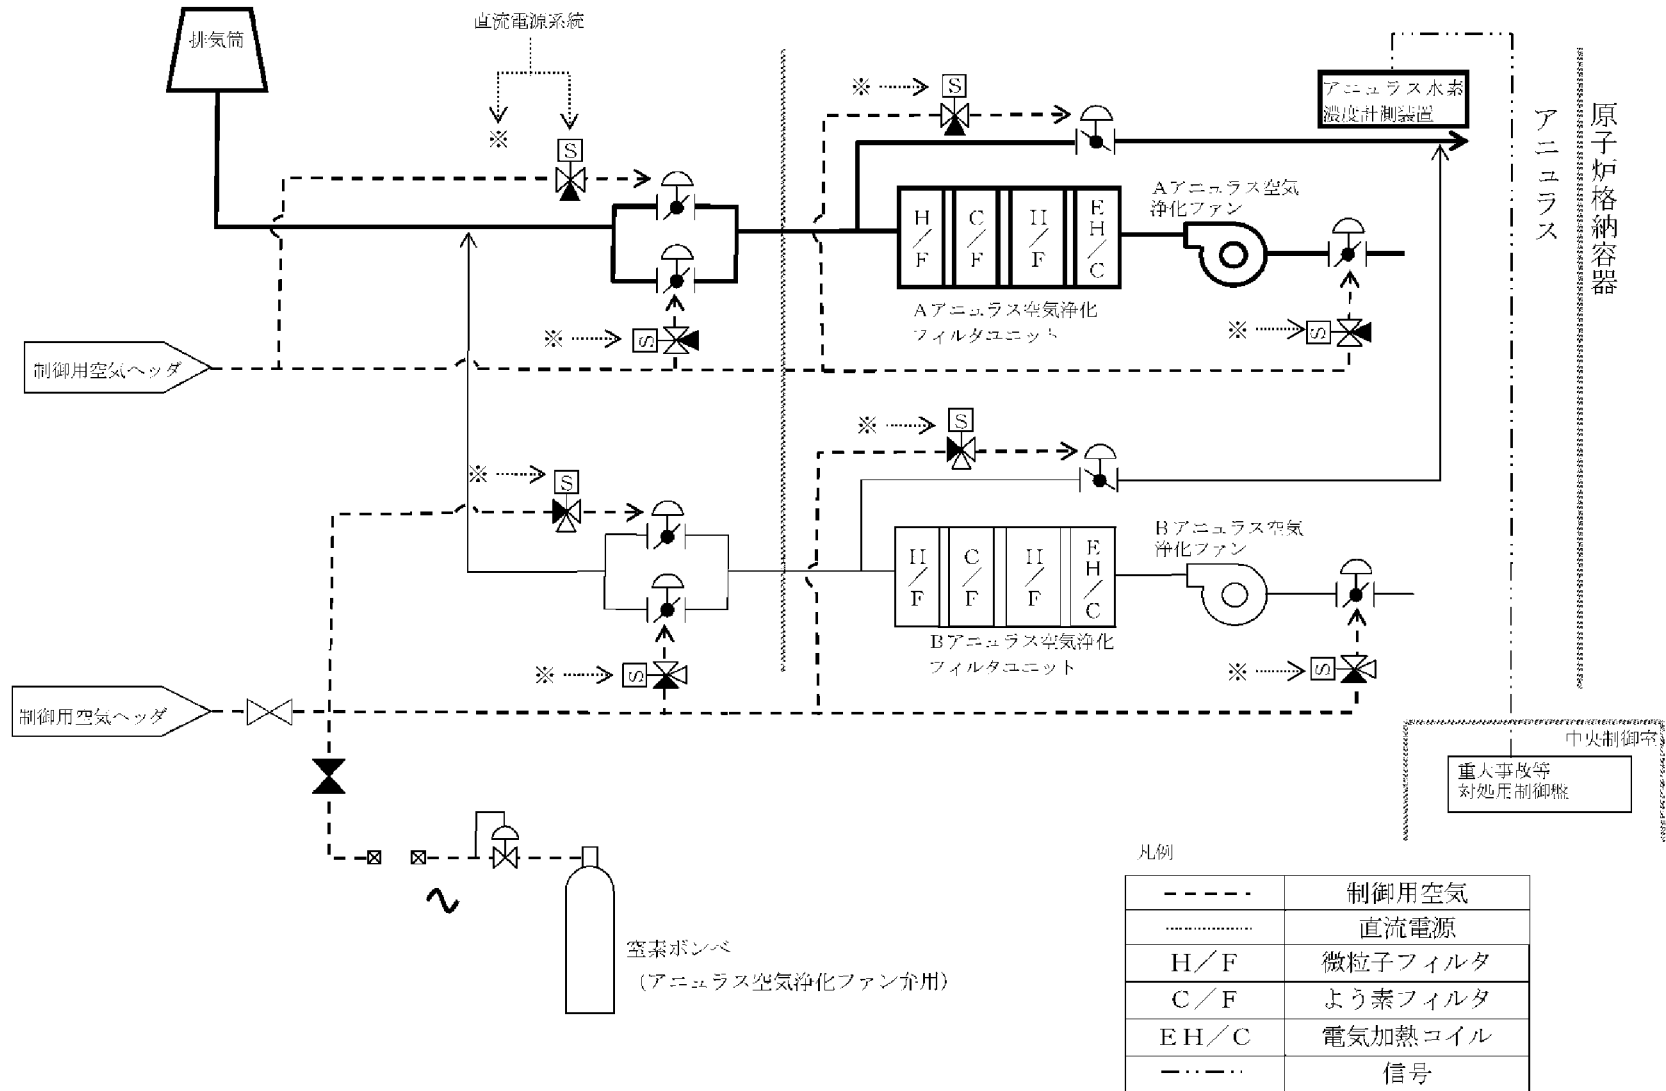 排気筒
直流電源系統
※
※
S
S
アニュラス水素
濃度計測装置
アニュラス
原子炉格納容器
H/F
C/F
H/F
EH/C
Aアニュラス空気
浄化ファン
Aアニュラス空気浄化
フィルタユニット
※
S
※
S
制御用空気ヘッダ
※
S
※
S
H/F
C/F
H/F
EH/C
Bアニュラス空気
浄化ファン
Bアニュラス空気浄化
フィルタユニット
※
S
※
S
制御用空気ヘッダ
中央制御室
重大事故等
対処用制御盤
窒素ボンベ
(アニュラス空気浄化ファン弁用)
凡例
制御用空気
直流電源
H/F 微粒子フィルタ
C/F よう素フィルタ
EH/C 電気加熱コイル
信号